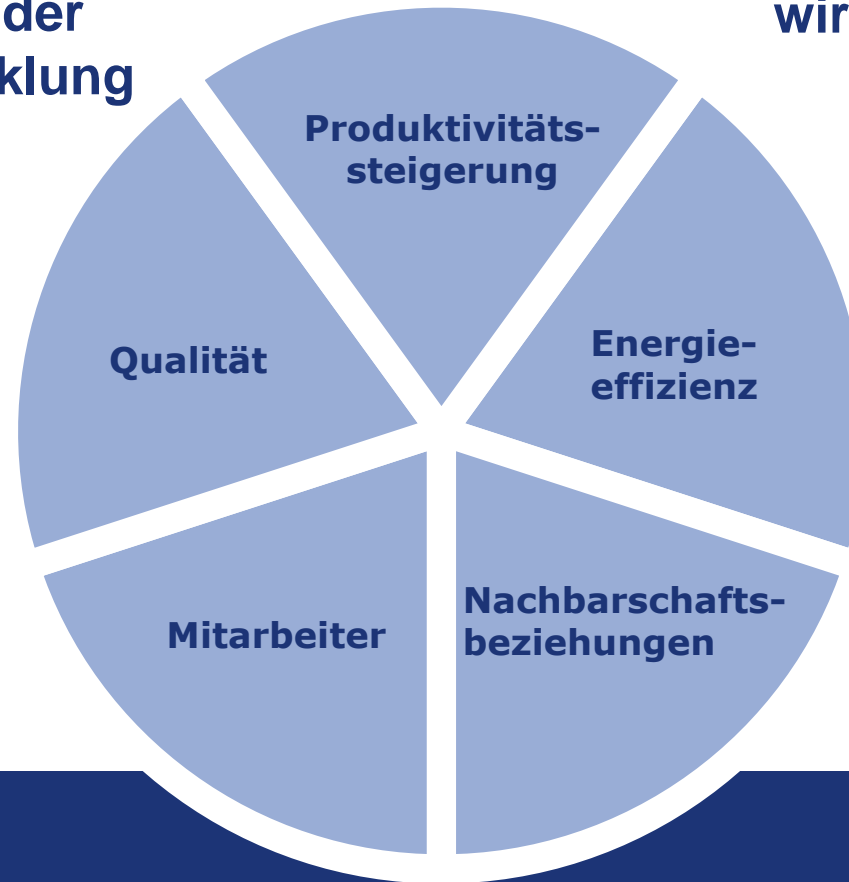 der
klung
wir
Produktivitäts-
steigerung
Qualität
Energie-
effizienz
Mitarbeiter
Nachbarschafts-
beziehungen